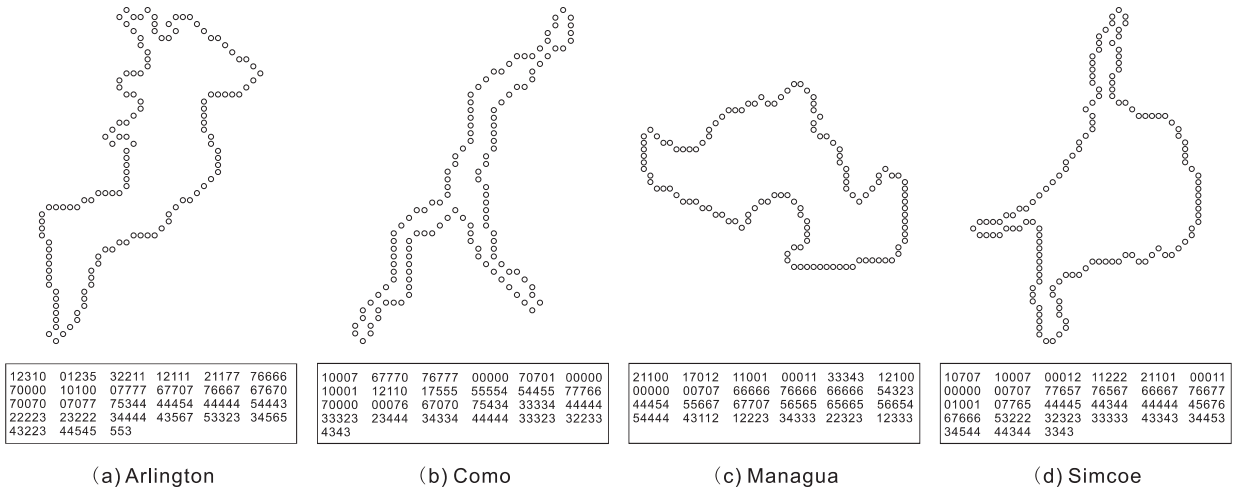 12310 01235 32211 12111 21177 76666
70000 10100 07777 67707 76667 67670
70070 07077 75344 44454 44444 54443
22223 23222 34444 43567 53323 34565
43223 44545 553
(a) Arlington
10007 67770 76777 00000 70701 00000
10001 12110 17555 55554 54455 77766
70000 00076 67070 75434 33334 44444
33323 23444 34334 44444 33323 32233
4343
(b) Como
21100 17012 11001 00011 33343 12100
00000 00707 66666 76666 66666 54323
44454 55667 67707 56565 65665 56654
54444 43112 12223 34333 22323 12333
(c) Managua
10707 10007 00012 11222 21101 00011
00000 00707 77657 76567 66667 76677
01001 07765 44445 44344 44444 45676
67666 53222 32323 33333 43343 34453
34544 44344 3343
(d) Simcoe